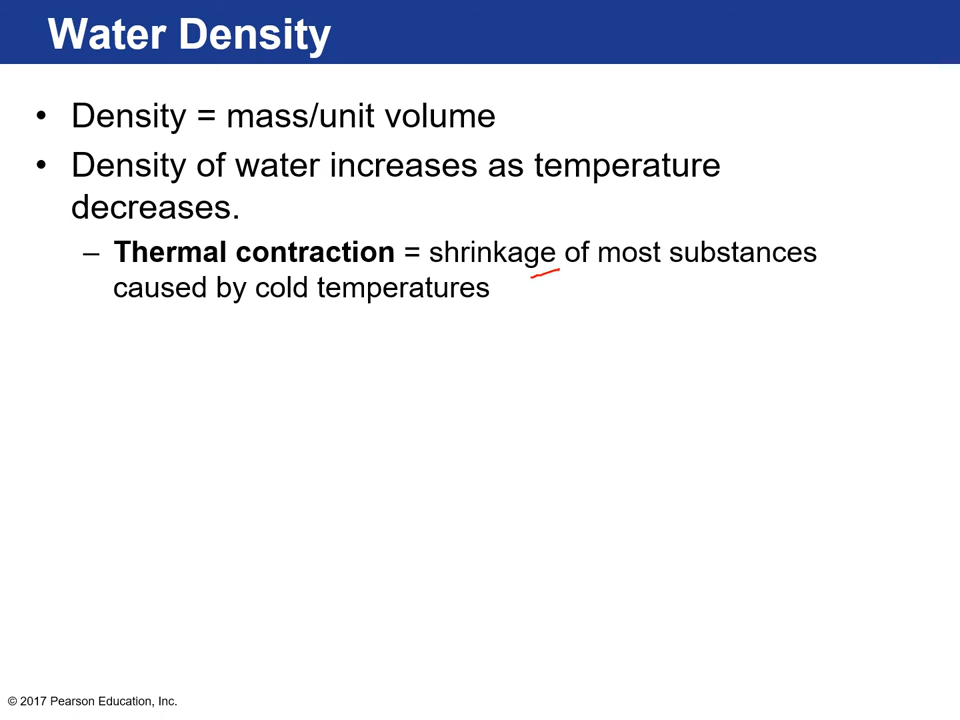 Water Density
• Density = mass/unit volume
• Density of water increases as temperature
decreases.
– Thermal contraction = shrinkage of most substances
caused by cold temperatures
© 2017 Pearson Education, Inc.